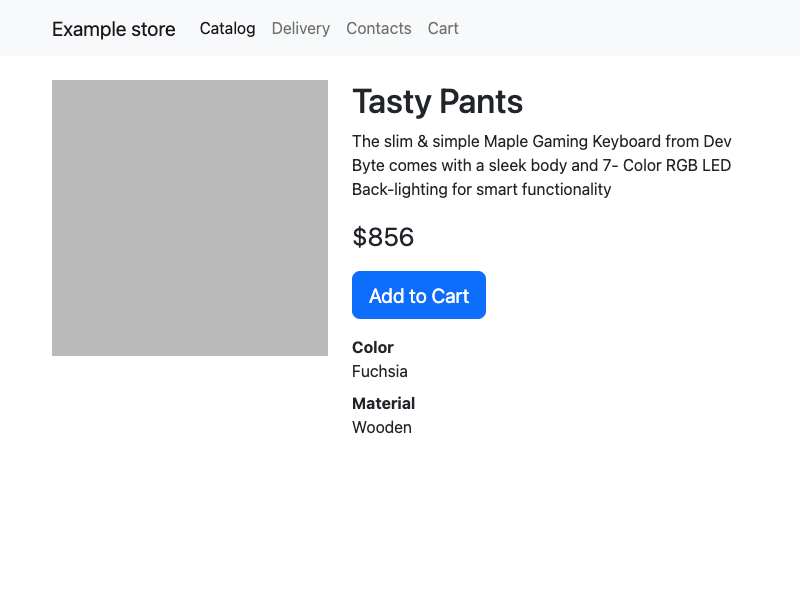 Example store Catalog Delivery Contacts Cart
Tasty Pants
The slim & simple Maple Gaming Keyboard from Dev
Byte comes with a sleek body and 7- Color RGB LED
Back-lighting for smart functionality
$856
Add to Cart
Color
Fuchsia
Material
Wooden